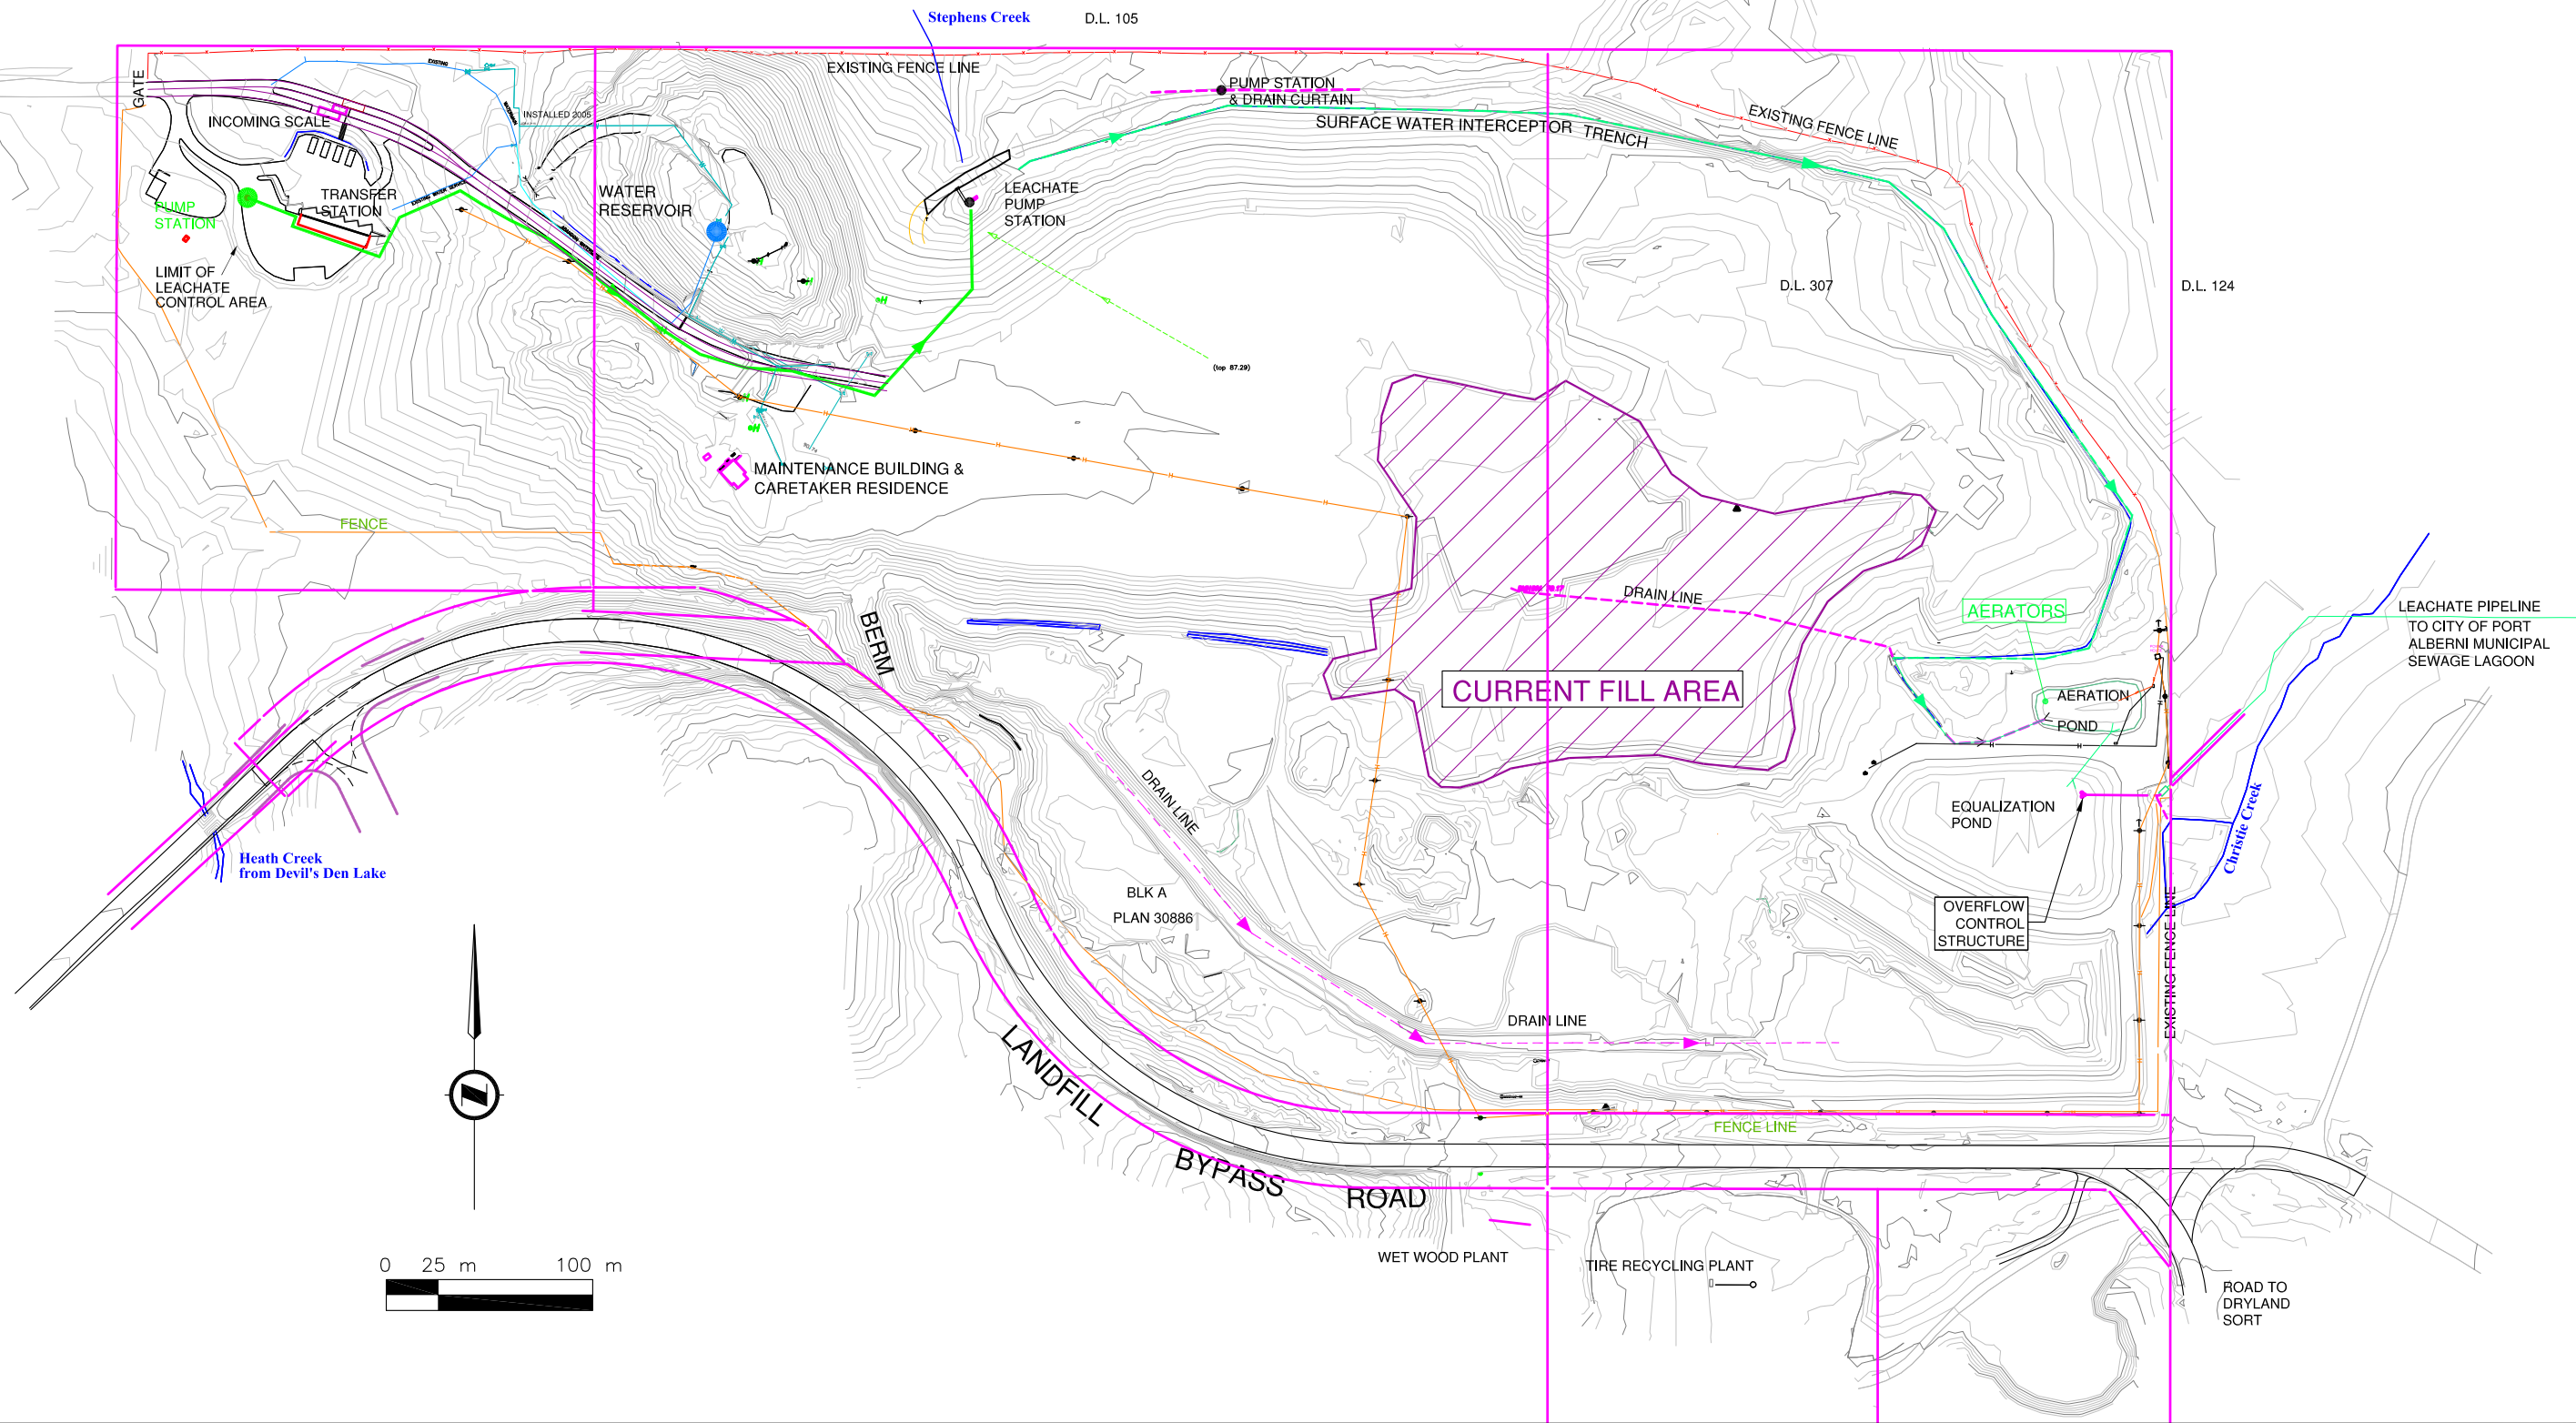 Stephens Creek
D.L. 105
GATE
EXISTING
EXISTING FENCE LINE
PUMP STATION
& DRAIN CURTAIN
INCOMING SCALE
INSTALLED 2005
SURFACE WATER INTERCEPTOR TRENCH
EXISTING FENCE LINE
TRANSFER
STATION
WATER
RESERVOIR
LEACHATE
PUMP
STATION
PUMP
STATION
LIMIT OF
LEACHATE
CONTROL AREA
D.L. 307
D.L. 124
(top 87.29)
MAINTENANCE BUILDING &
CARETAKER RESIDENCE
FENCE
DRAIN LINE
AERATORS
LEACHATE PIPELINE
TO CITY OF PORT
ALBERNI MUNICIPAL
SEWAGE LAGOON
BERM
CURRENT FILL AREA
AERATION
POND
DRAIN LINE
EQUALIZATION
POND
Christie Creek
Heath Creek
from Devil's Den Lake
BLK A
PLAN 30886
OVERFLOW
CONTROL
STRUCTURE
EXISTING FENCE LINE
DRAIN LINE
LANDFILL
BYPASS
ROAD
FENCE LINE
N
0 25 m 100 m
WET WOOD PLANT
TIRE RECYCLING PLANT
ROAD TO
DRYLAND
SORT